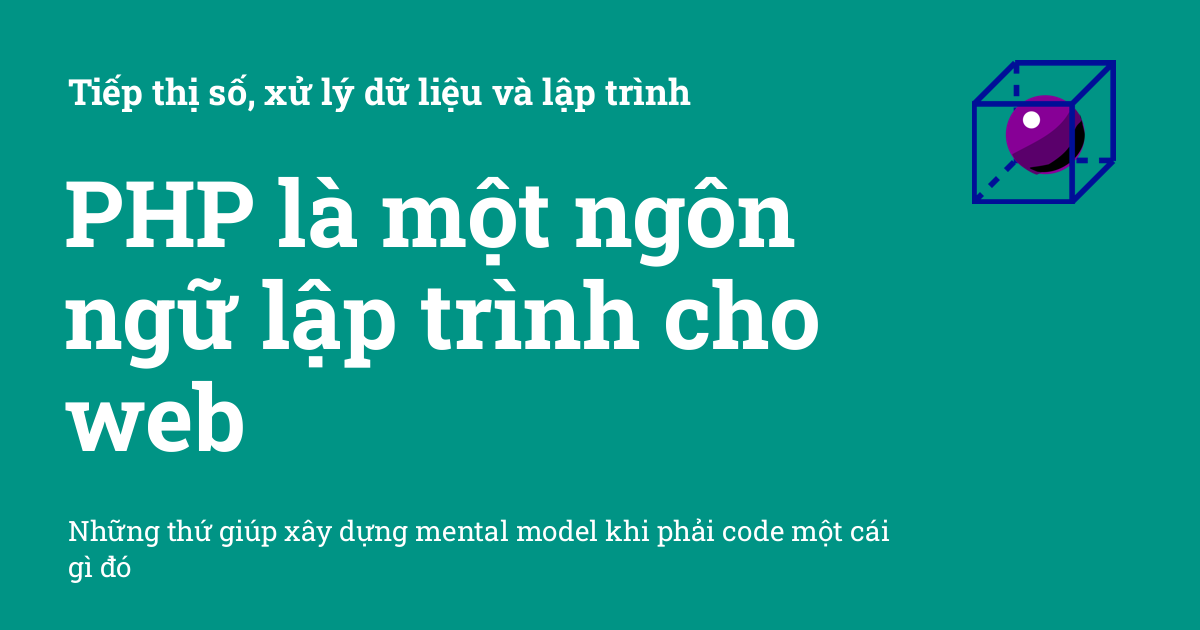 Tiếp thị số, xử lý dữ liệu và lập trình
PHP là một ngôn
ngữ lập trình cho
web
Những thứ giúp xây dựng mental model khi phải code một cái
gì đó